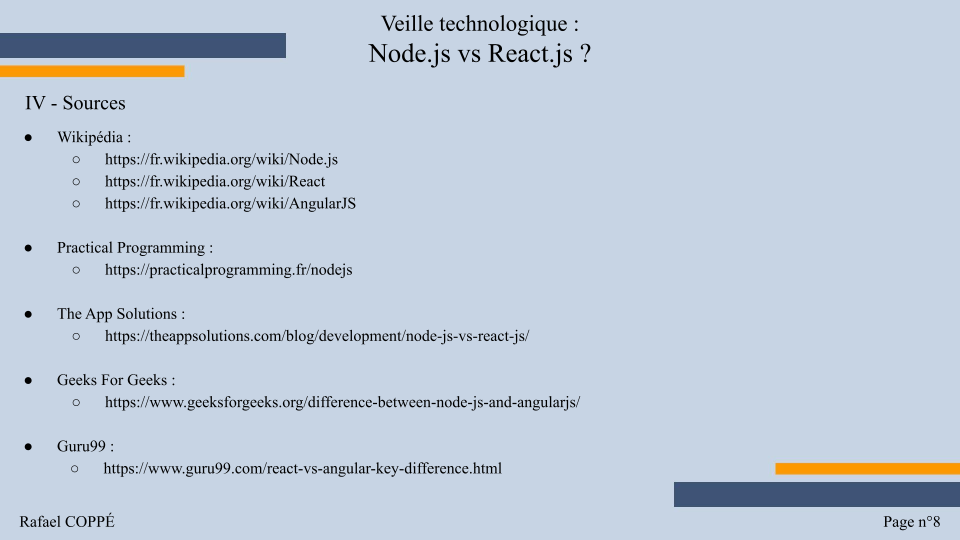 Veille technologique :
Node.js vs React.js ?
IV - Sources
● Wikipédia :
○ https://fr.wikipedia.org/wiki/Node.js
○ https://fr.wikipedia.org/wiki/React
○ https://fr.wikipedia.org/wiki/AngularJS
● Practical Programming :
○ https://practicalprogramming.fr/nodejs
● The App Solutions :
○ https://theappsolutions.com/blog/development/node-js-vs-react-js/
● Geeks For Geeks :
○ https://www.geeksforgeeks.org/difference-between-node-js-and-angularjs/
● Guru99 :
○ https://www.guru99.com/react-vs-angular-key-difference.html
Rafael COPPÉ
Page n°8